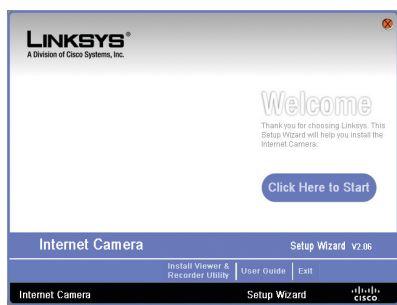 LINKSYS®
A Division of Cisco Systems, Inc.
Welcome
Thank you for choosing Linksys. This
Setup Wizard will help you install the
Internet Camera.
Click Here to Start
Internet Camera
Setup Wizard V2.06
Install Viewer &
Recorder Utility
User Guide
Exit
Internet Camera
Setup Wizard
CISCO.